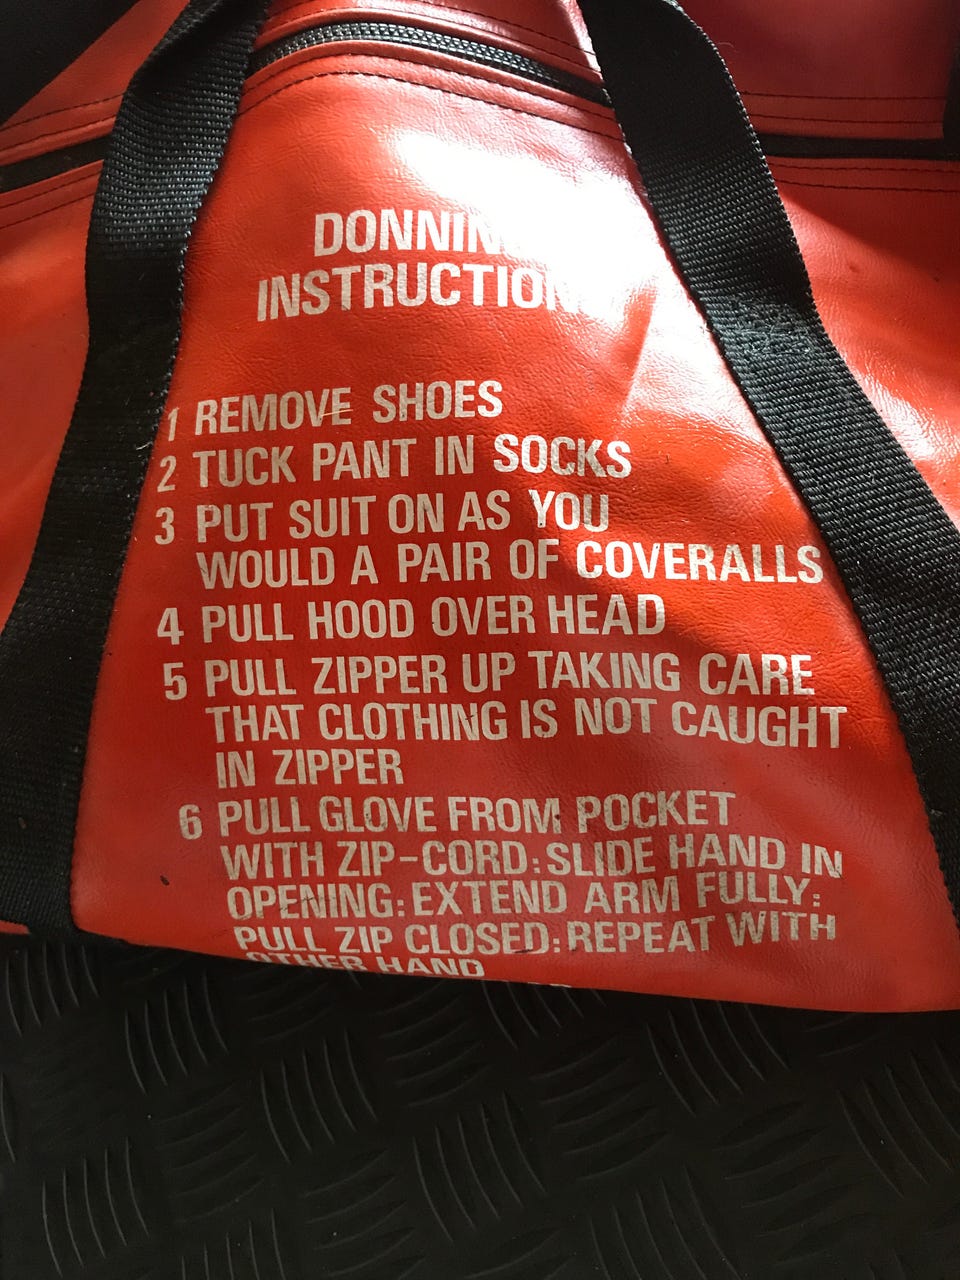 DONNIN
INSTRUCTION
1 REMOVE SHOES
2 TUCK PANT IN SOCKS
3 PUT SUIT ON AS YOU
WOULD A PAIR OF COVERALLS
4 PULL HOOD OVER HEAD
5 PULL ZIPPER UP TAKING CARE
THAT CLOTHING IS NOT CAUGHT
IN ZIPPER
6 PULL GLOVE FROM POCKET
WITH ZIP-CORD: SLIDE HAND IN
OPENING: EXTEND ARM FULLY:
PULL ZIP CLOSED: REPEAT WITH
OTHER HAND